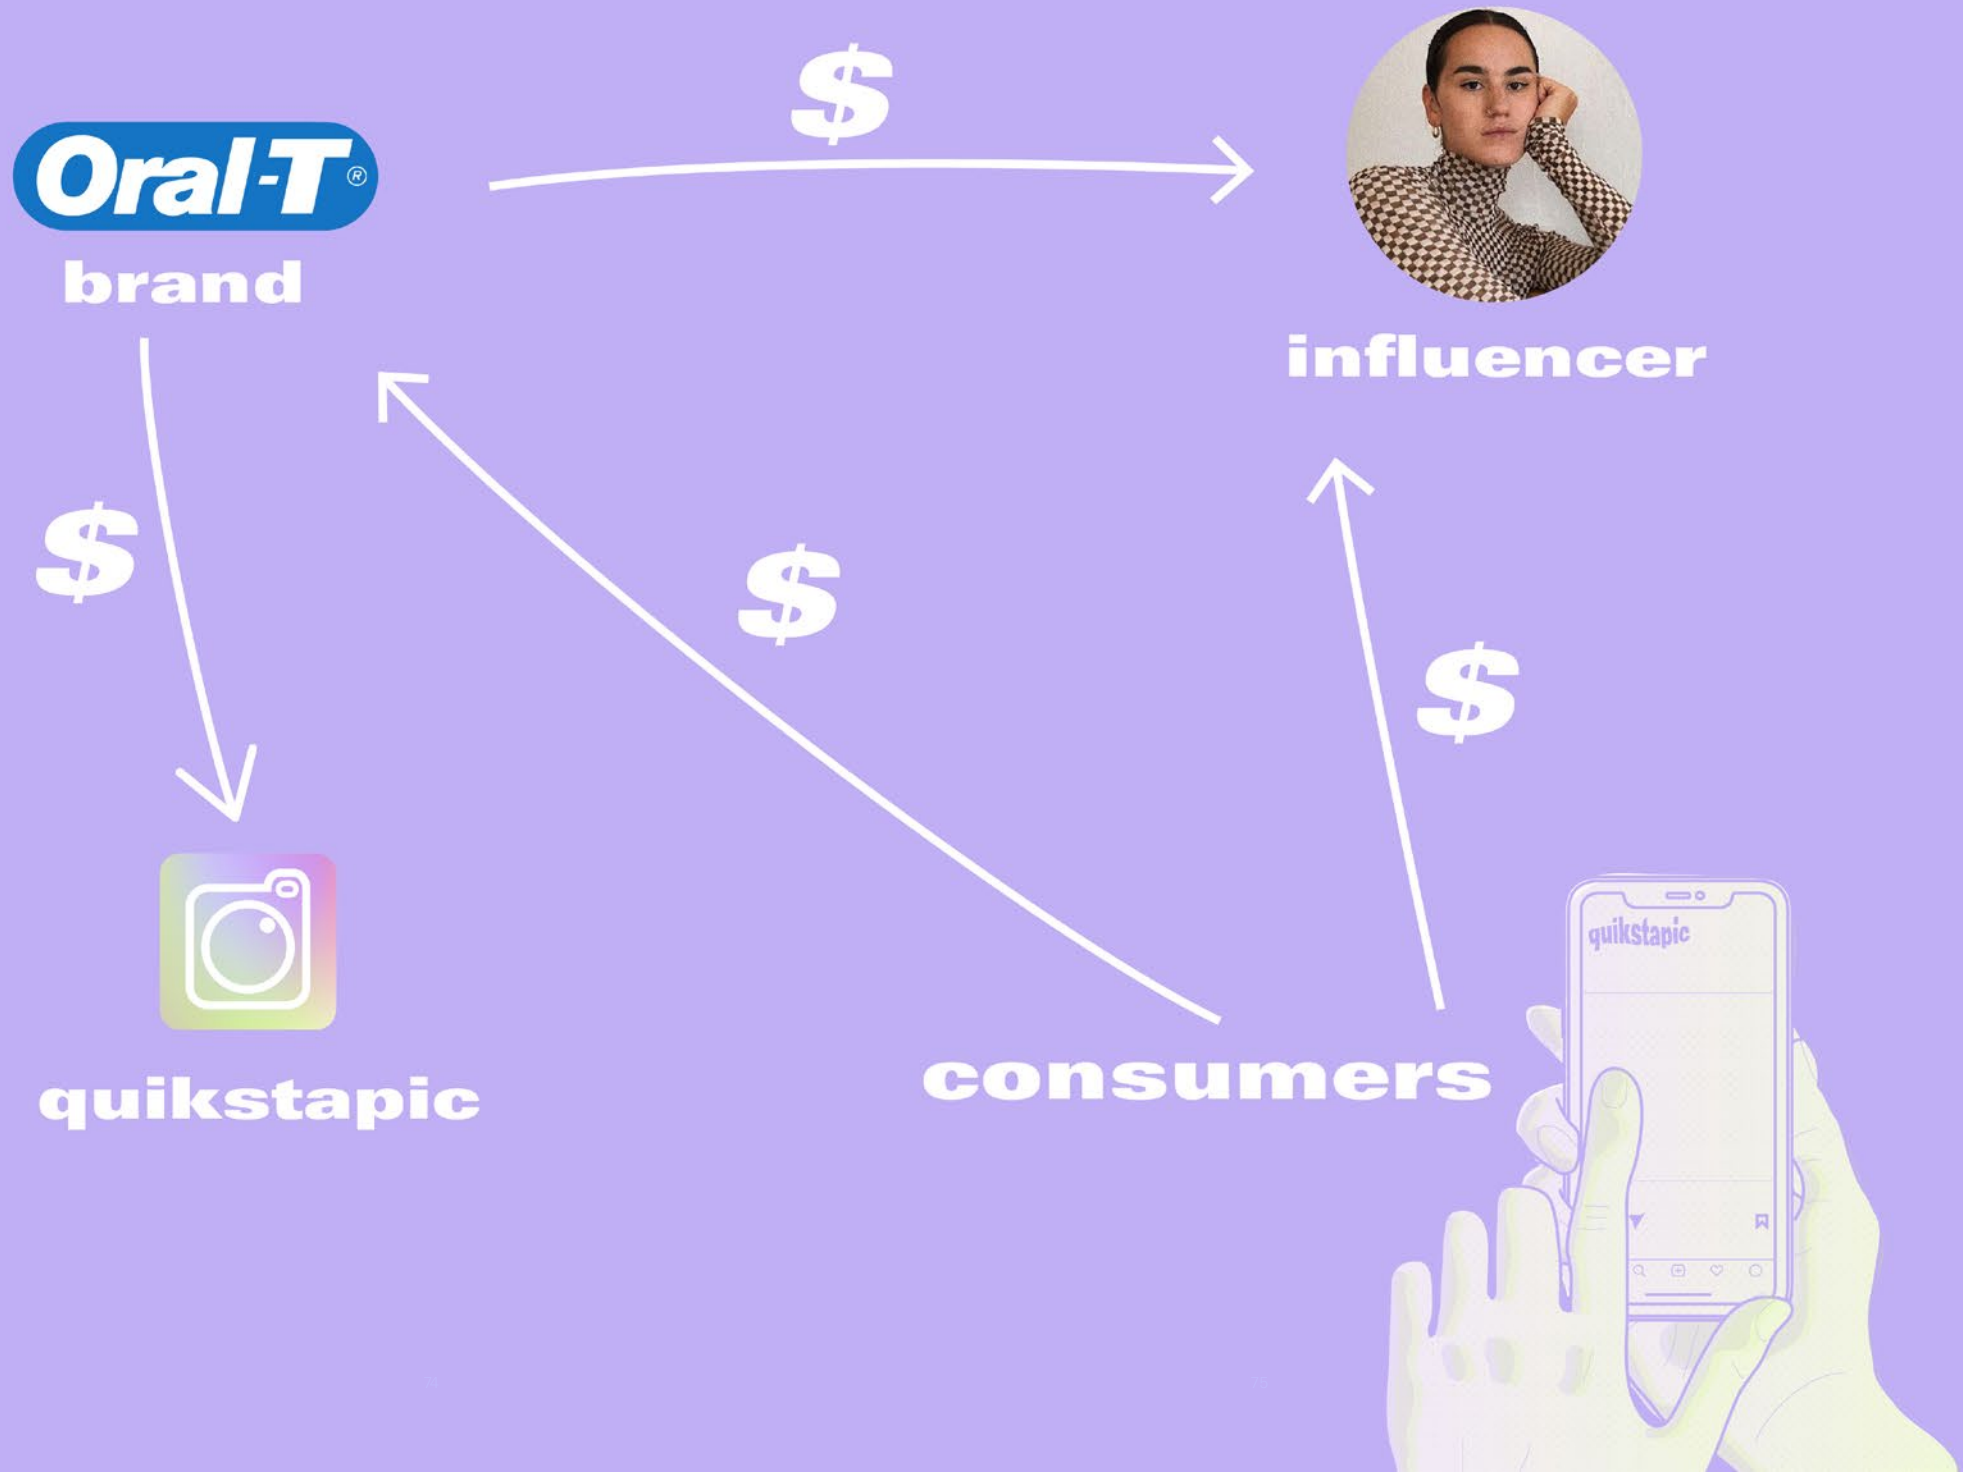 $
Oral-T®
brand
influencer
$
$
$
quikstapic
consumers
quikstapic